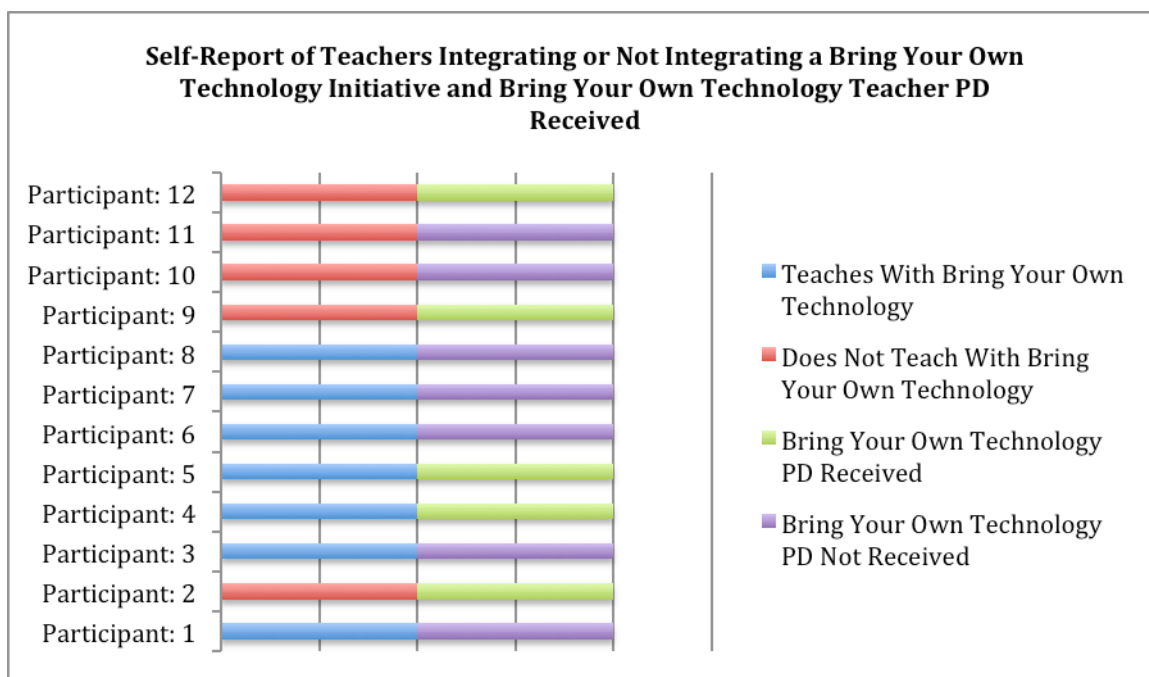 Self-Report of Teachers Integrating or Not Integrating a Bring Your Own
Technology Initiative and Bring Your Own Technology Teacher PD
Received
Participant: 12
Participant: 11
Participant: 10
Participant: 9
Participant: 8
Participant: 7
Participant: 6
Participant: 5
Participant: 4
Participant: 3
Participant: 2
Participant: 1
Teaches With Bring Your Own
Technology
Does Not Teach With Bring
Your Own Technology
Bring Your Own Technology
PD Received
Bring Your Own Technology
PD Not Received